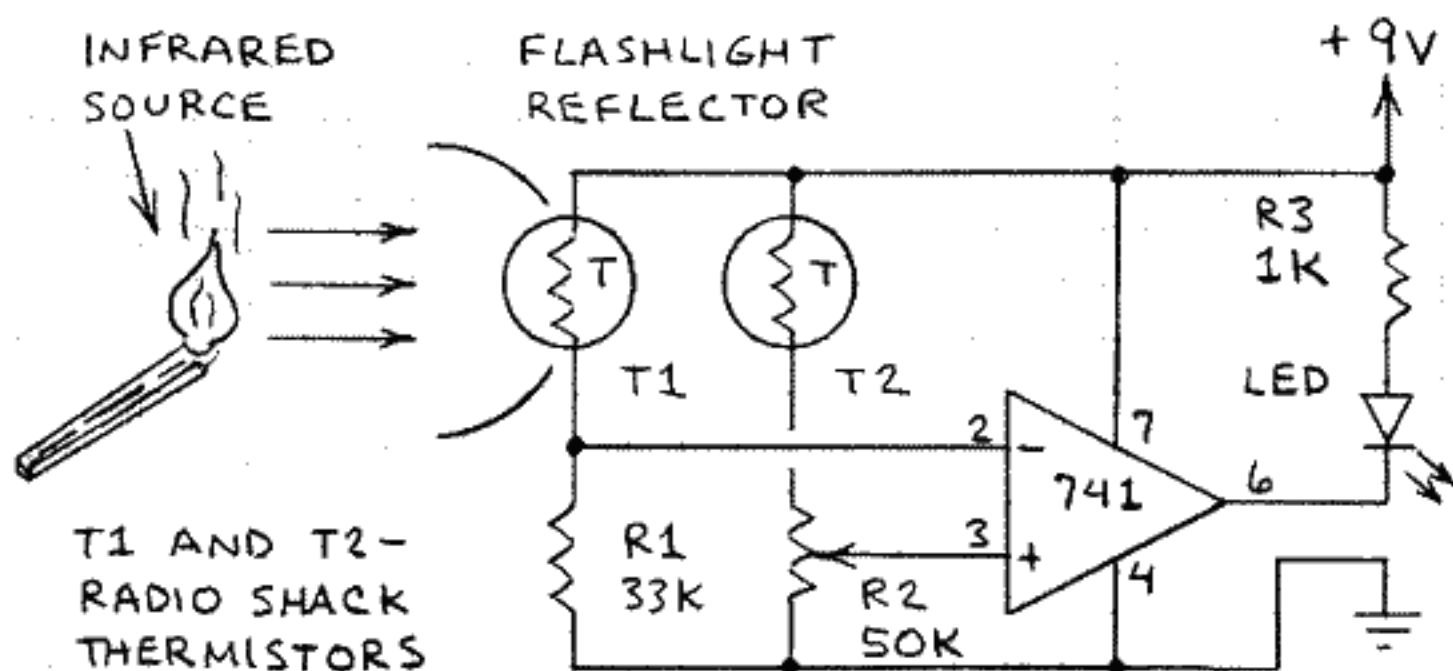 INFRARED
SOURCE
FLASHLIGHT
REFLECTOR
+9V
T
T
R3
1K
T1
T2
LED
2
-
7
741
6
3
+
4
R1
33K
R2
50K
T1 AND T2-
RADIO SHACK
THERMISTORS